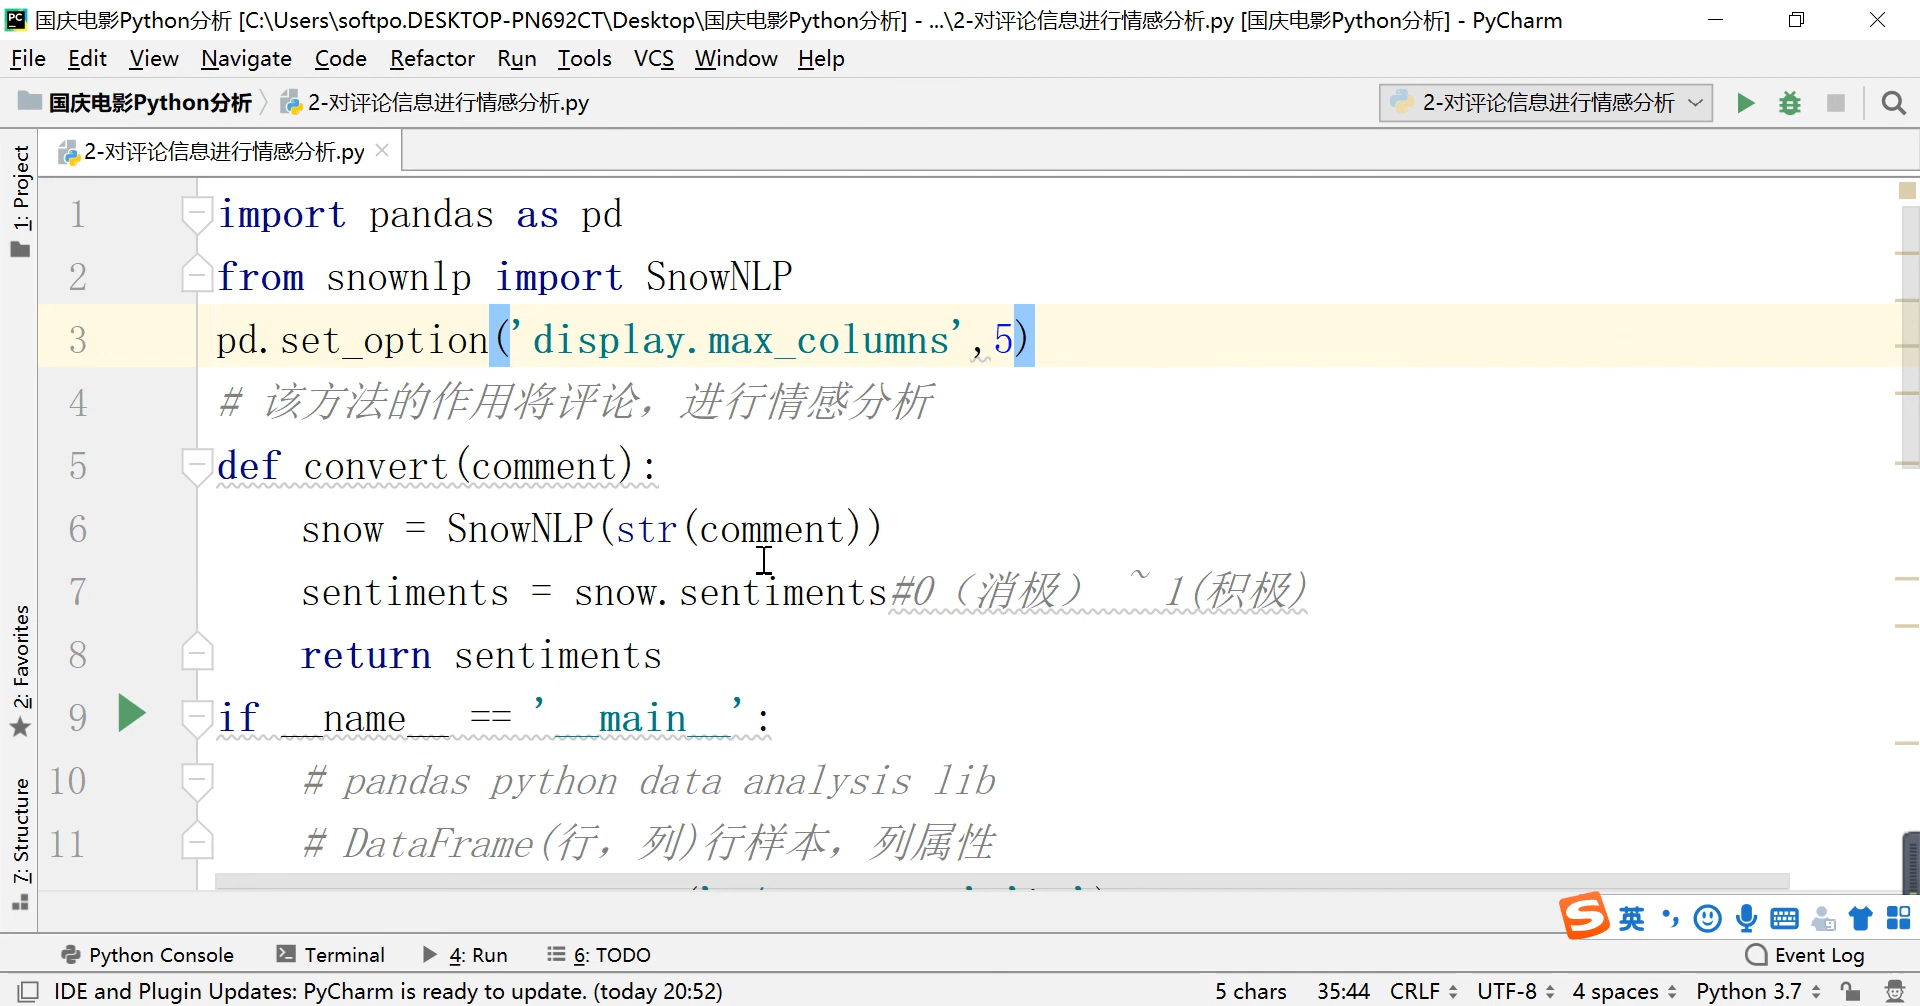 国庆电影Python分析 [C:\Users\softpo.DESKTOP-PN692CT\Desktop\国庆电影Python分析] - ...\2-对评论信息进行情感分析.py [国庆电影Python分析] - PyCharm
File Edit View Navigate Code Refactor Run Tools VCS Window Help
国庆电影Python分析 2-对评论信息进行情感分析.py 2-对评论信息进行情感分析
2-对评论信息进行情感分析.py
1: Project
2: Favorites
7: Structure
1 import pandas as pd
2 from snownlp import SnowNLP
3 pd.set_option('display.max_columns',5)
4 # 该方法的作用将评论，进行情感分析
5 def convert(comment):
6 snow = SnowNLP(str(comment))
7 sentiments = snow.sentiments#0（消极） ~ 1(积极)
8 return sentiments
9 if __name__ == '__main__':
10 # pandas python data analysis lib
11 # DataFrame(行，列)行样本，列属性
英
Python Console Terminal 4: Run 6: TODO Event Log
IDE and Plugin Updates: PyCharm is ready to update. (today 20:52) 5 chars 35:44 CRLF UTF-8 4 spaces Python 3.7